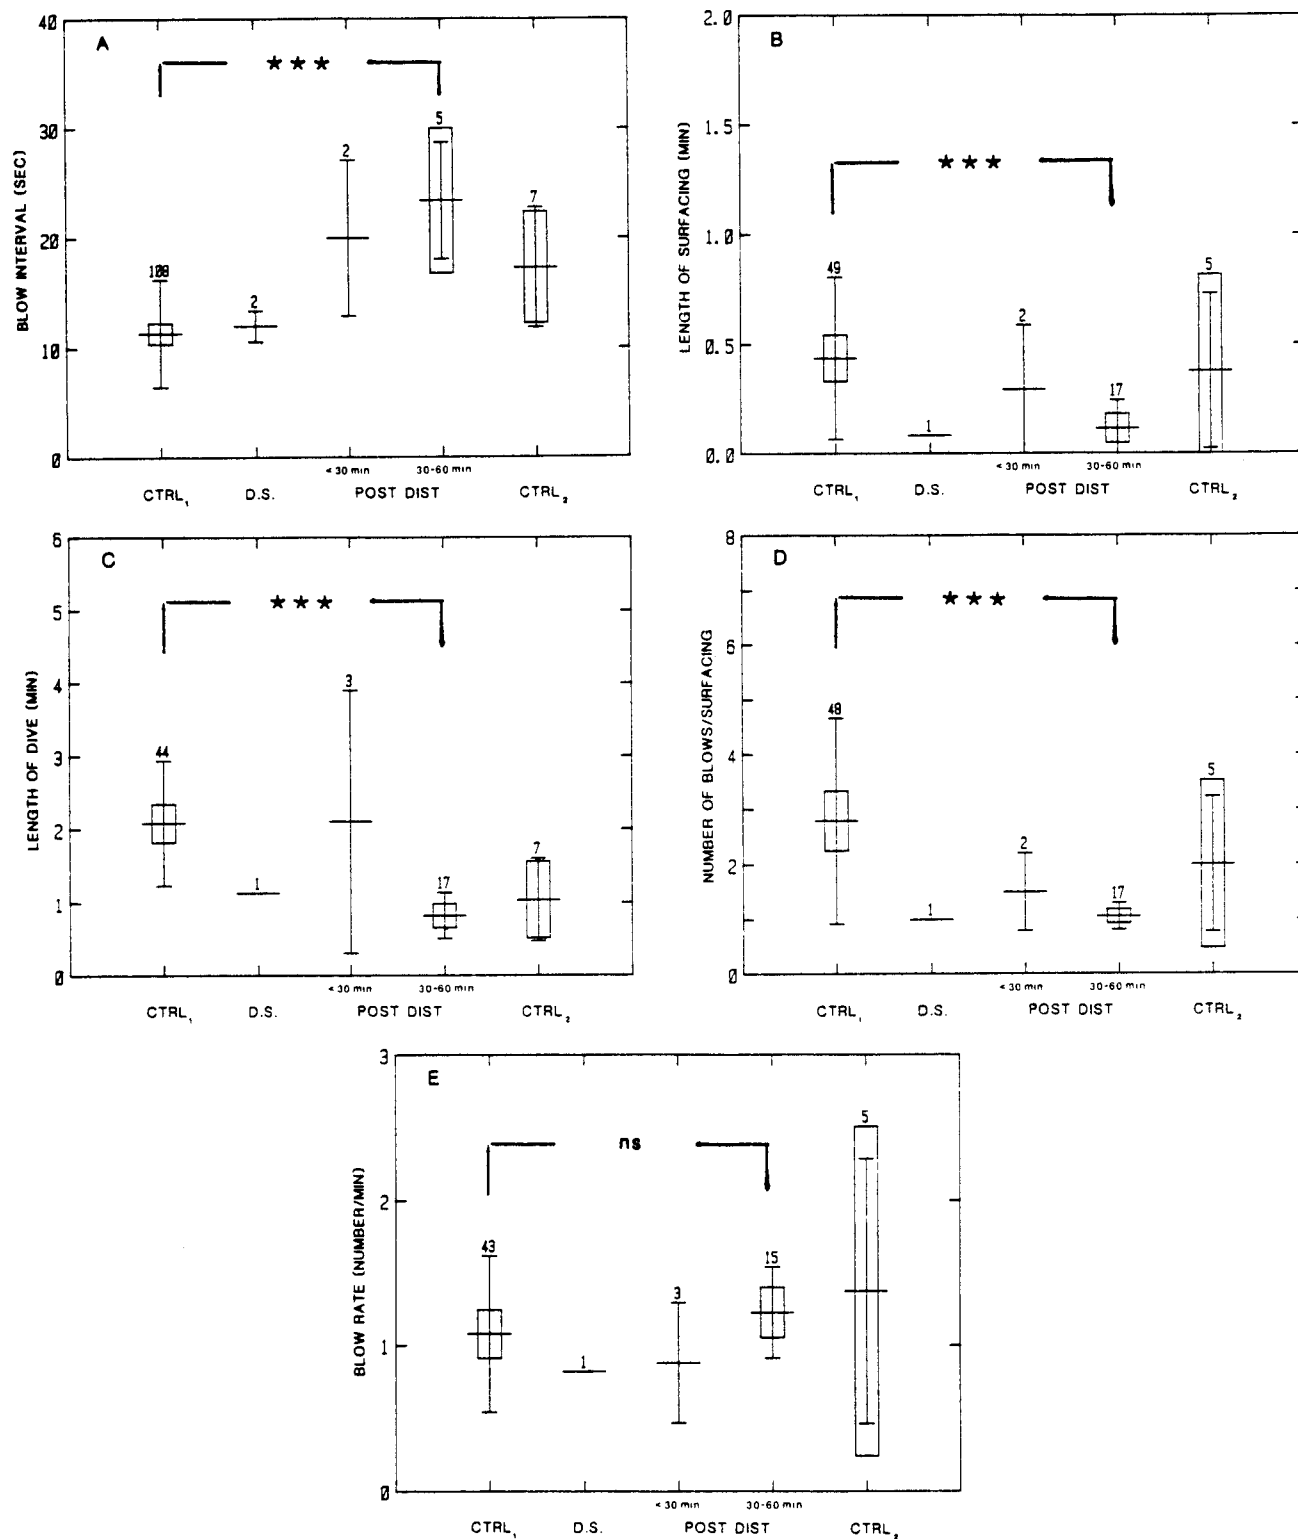 A
BLOW INTERVAL (SEC)
40
30
20
10
0
★ ★ ★
108
2
2
5
7
<30 min
30-60 min
CTRL₁
D.S.
POST DIST
CTRL₂
B
LENGTH OF SURFACING (MIN)
2.0
1.5
1.0
0.5
0.0
★ ★ ★
49
1
2
17
5
<30 min
30-60 min
CTRL₁
D.S.
POST DIST
CTRL₂
C
LENGTH OF DIVE (MIN)
6
5
4
3
2
1
0
★ ★ ★
44
1
3
17
7
<30 min
30-60 min
CTRL₁
D.S.
POST DIST
CTRL₂
D
NUMBER OF BLOWS/SURFACING
8
6
4
2
0
★ ★ ★
48
1
2
17
5
<30 min
30-60 min
CTRL₁
D.S.
POST DIST
CTRL₂
E
BLOW RATE (NUMBER/MIN)
3
2
1
0
ns
43
1
3
15
5
<30 min
30-60 min
CTRL₁
D.S.
POST DIST
CTRL₂